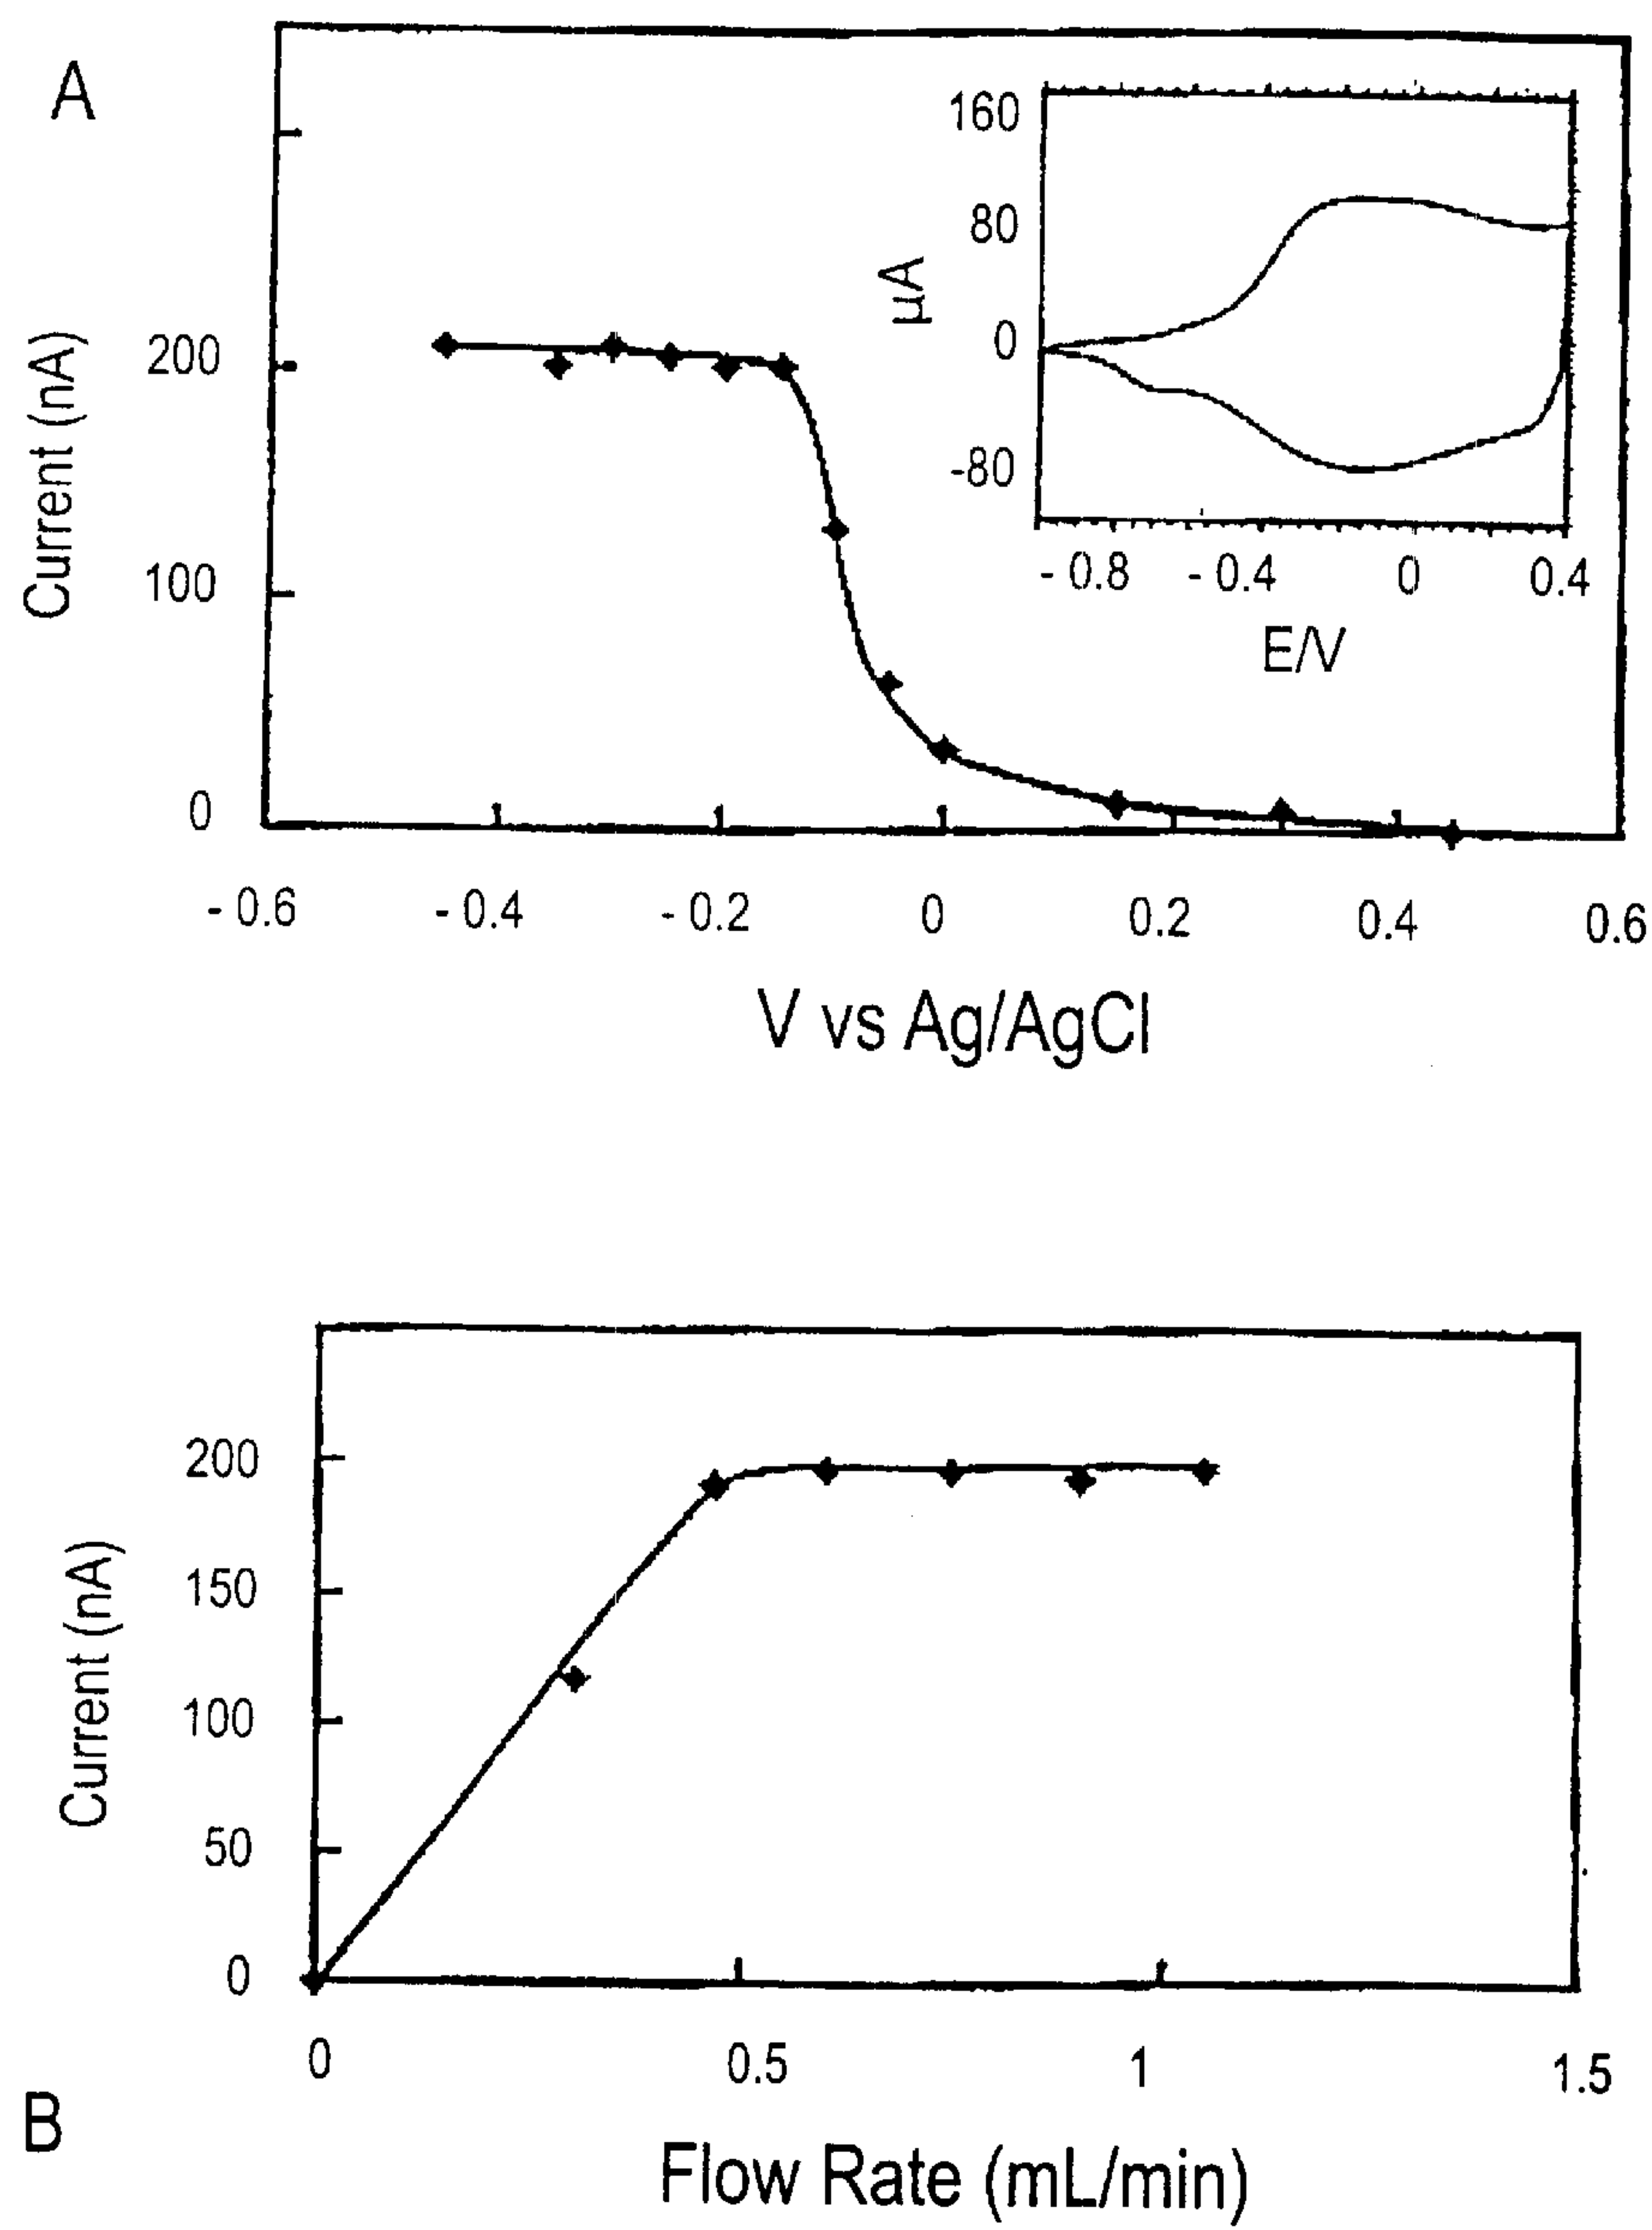 A
160
80
0
-80
µA
- 0.8 - 0.4 0 0.4
E/V
Current (nA)
200
100
0
- 0.6 - 0.4 - 0.2 0 0.2 0.4 0.6
V vs Ag/AgCl
Current (nA)
200
150
100
50
0
0 0.5 1 1.5
B
Flow Rate (mL/min)